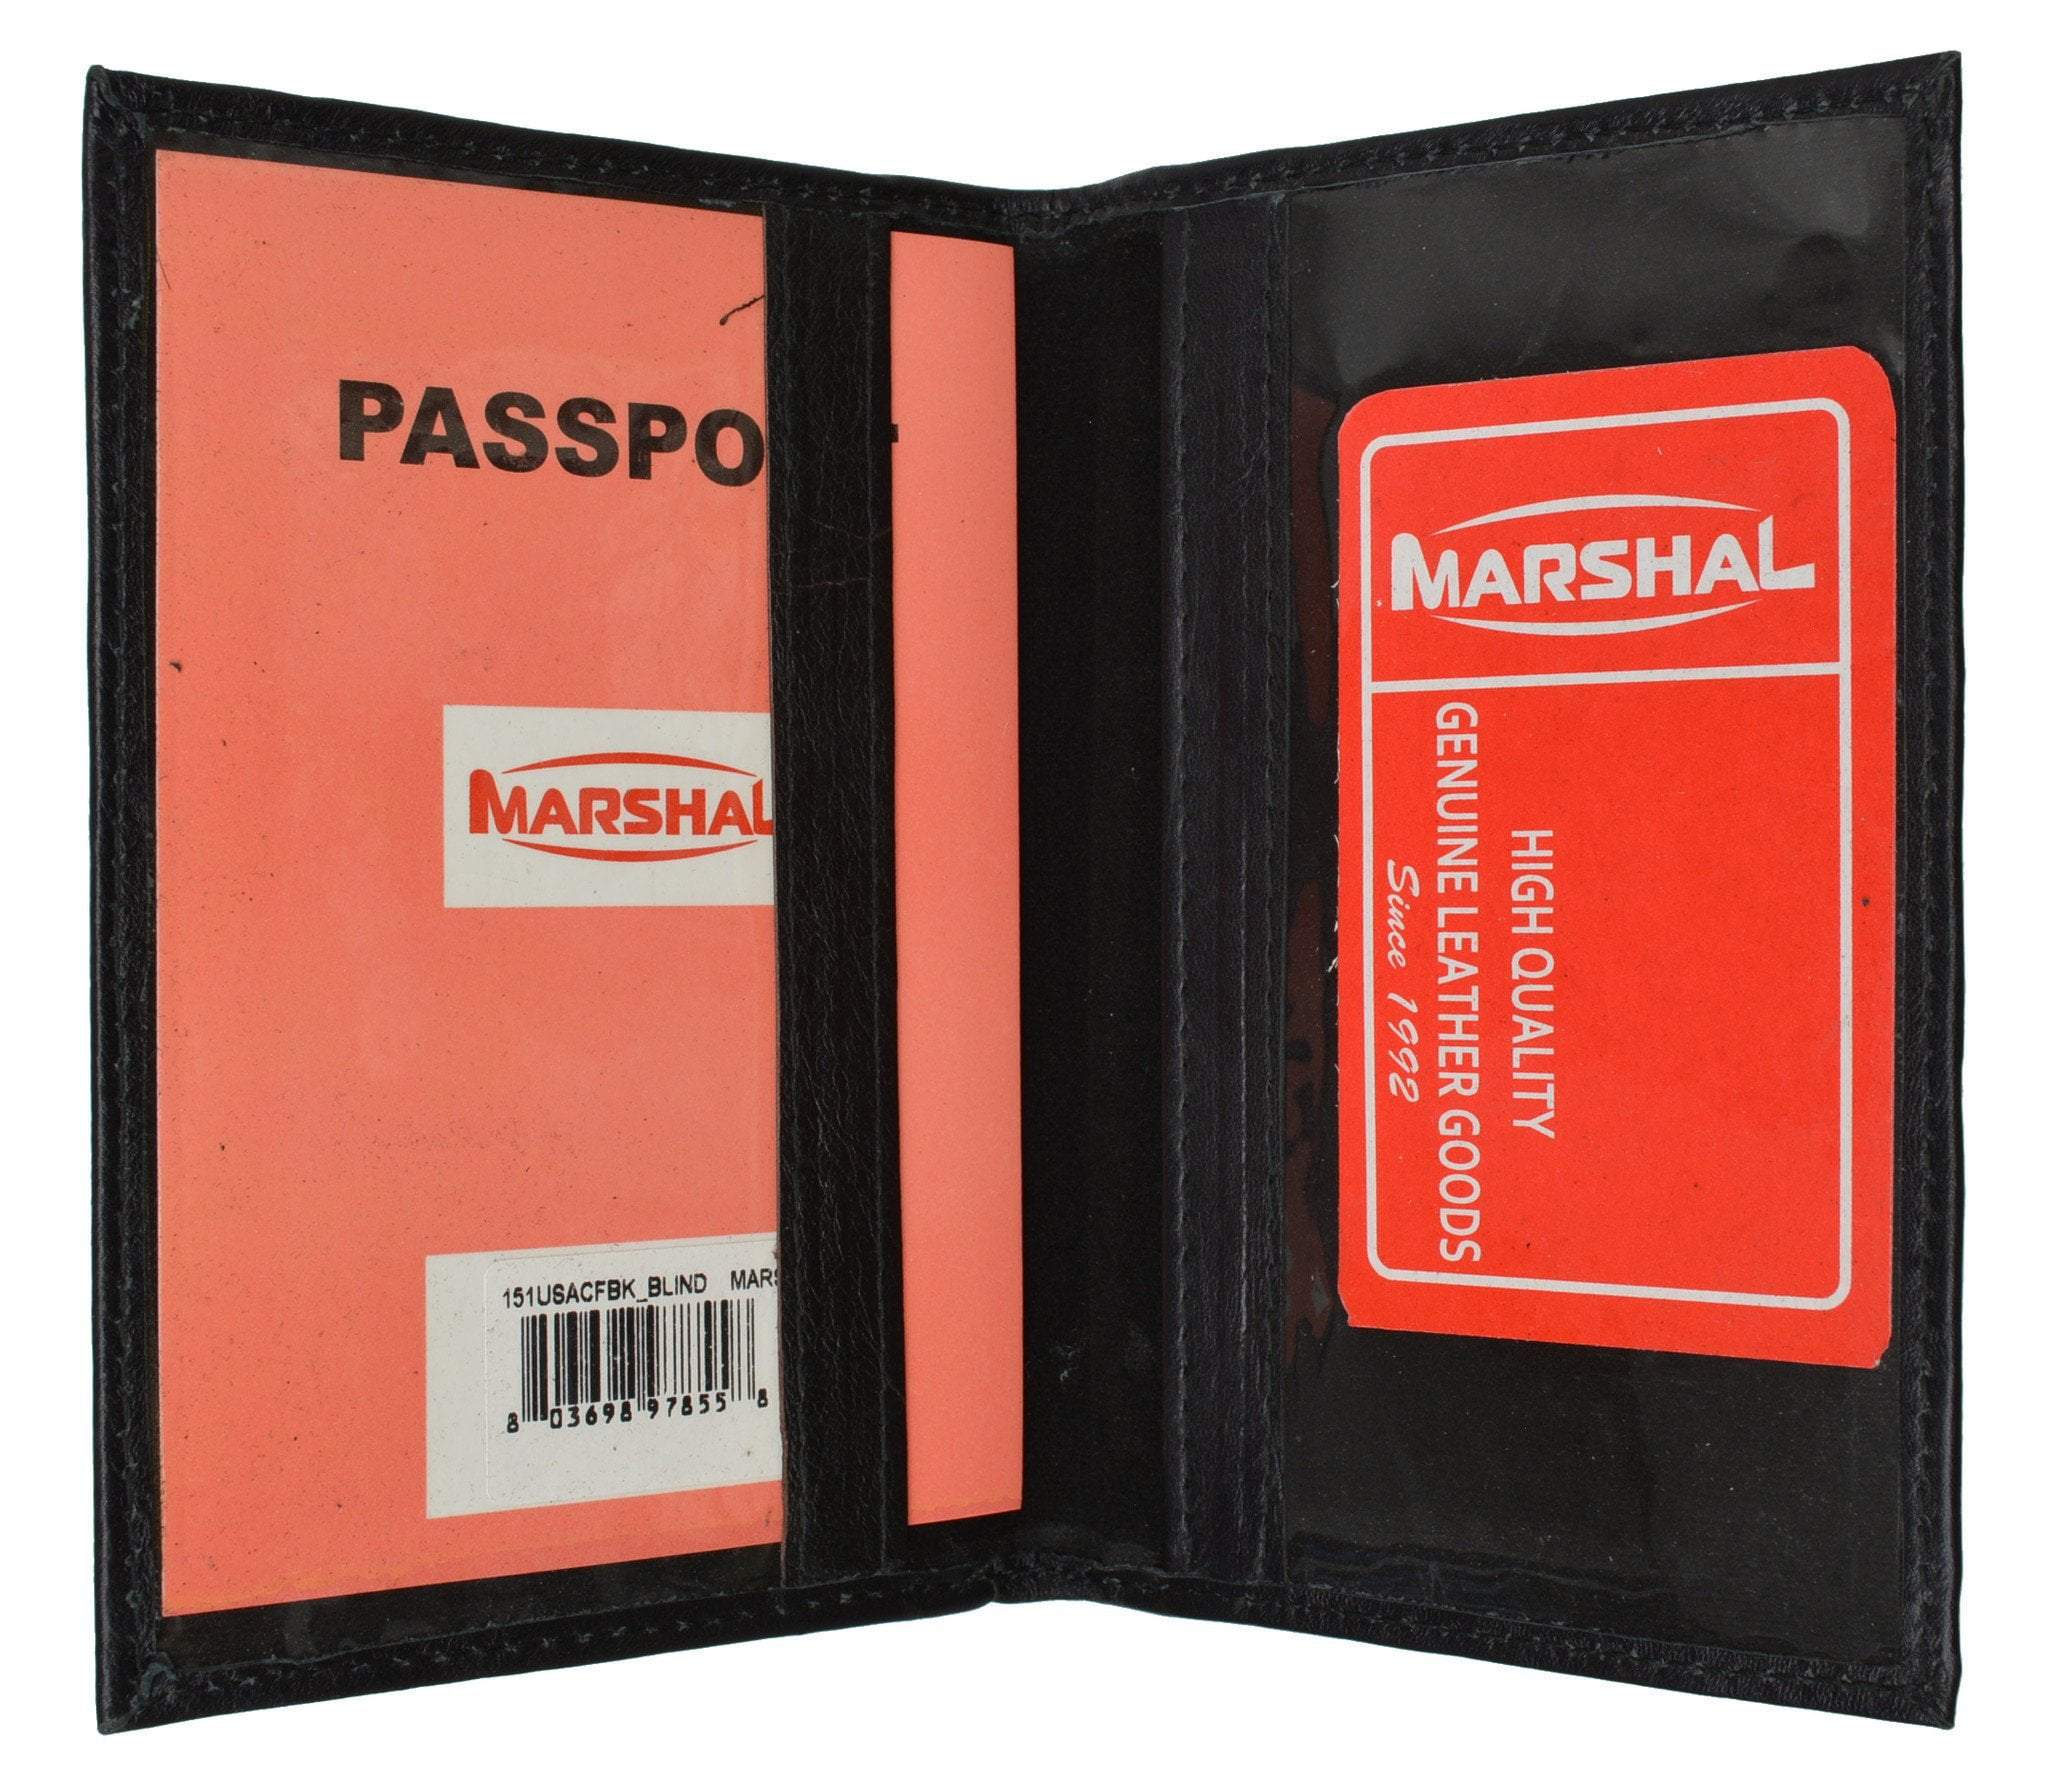 PASSPO
MARSHAL
151USACFBK_BLIND MARS
8 03698 97855 8
MARSHAL
HIGH QUALITY
GENUINE LEATHER GOODS
Since 1992